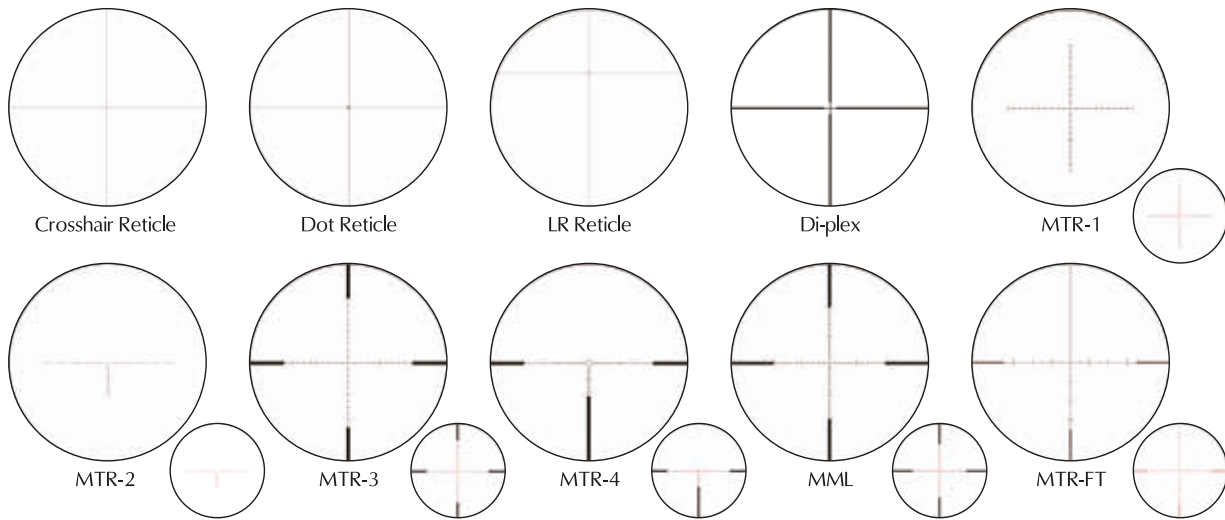 Crosshair Reticle
Dot Reticle
LR Reticle
Di-plex
MTR-1
MTR-2
MTR-3
MTR-4
MML
MTR-FT